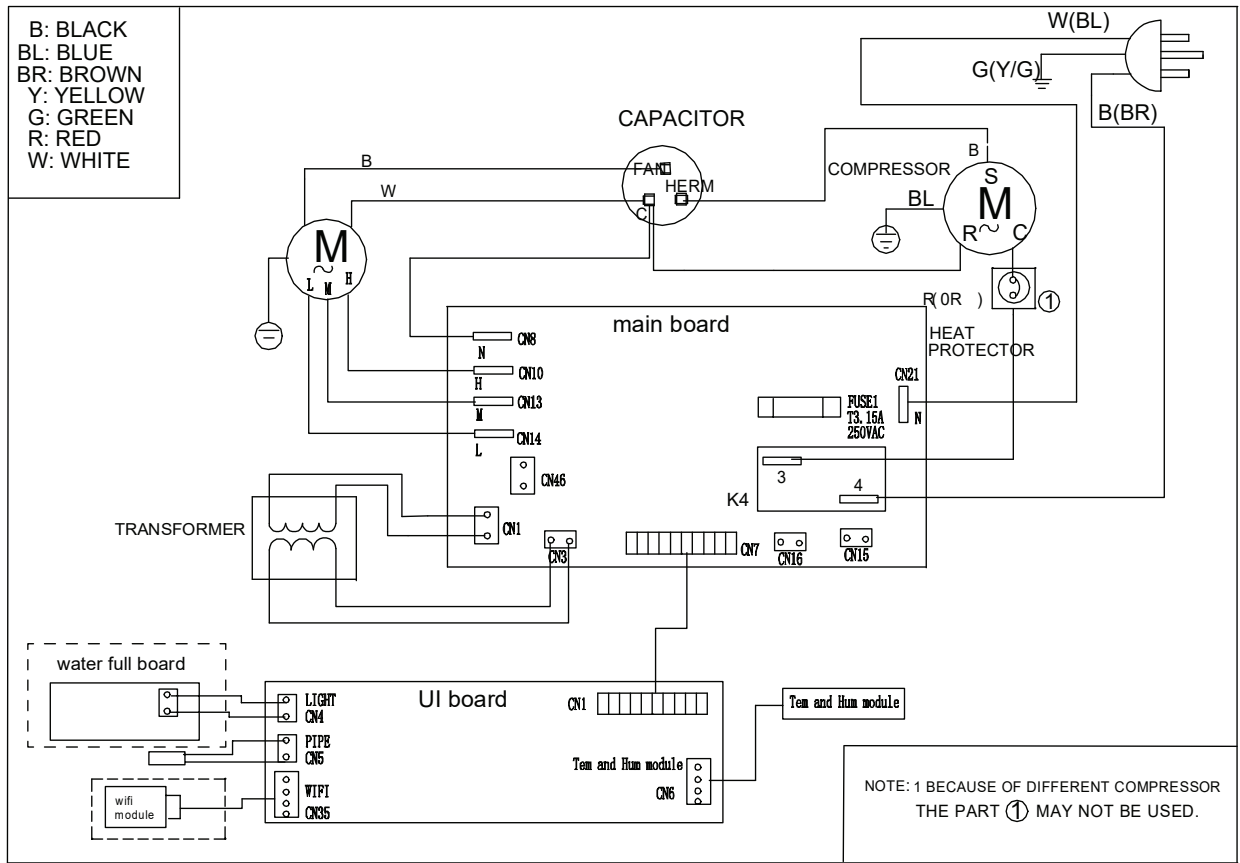 B: BLACK
BL: BLUE
BR: BROWN
Y: YELLOW
G: GREEN
R: RED
W: WHITE
W(BL)
G(Y/G)
B(BR)
CAPACITOR
FAN
HERM
C
B
W
M
~
L
M
H
COMPRESSOR
B
S
M
~
R
C
BL
R( 0R )
1
HEAT
PROTECTOR
main board
CN8
N
CN10
H
CN13
M
CN14
L
CN46
CN1
CN3
CN7
CN16
CN15
FUSE1
T3.15A
250VAC
CN21
N
K4
3
4
TRANSFORMER
water full board
UI board
LIGHT
CN4
PIPE
CN5
WIFI
CN35
wifi
module
CN1
Tem and Hum module
CN6
Tem and Hum module
NOTE: 1 BECAUSE OF DIFFERENT COMPRESSOR
THE PART 1 MAY NOT BE USED.